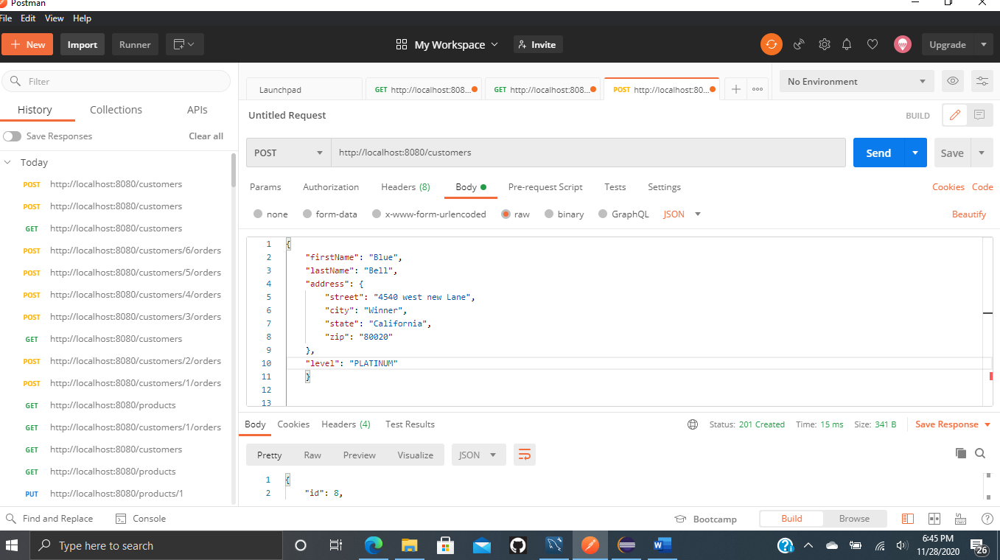 Postman
File Edit View Help
New Import Runner My Workspace Invite Upgrade
Filter
History Collections APIs
Save Responses Clear all
Today
POST http://localhost:8080/customers
POST http://localhost:8080/customers
GET http://localhost:8080/customers
POST http://localhost:8080/customers/6/orders
POST http://localhost:8080/customers/5/orders
POST http://localhost:8080/customers/4/orders
POST http://localhost:8080/customers/3/orders
GET http://localhost:8080/customers
POST http://localhost:8080/customers/2/orders
POST http://localhost:8080/customers/1/orders
GET http://localhost:8080/products
GET http://localhost:8080/customers/1/orders
GET http://localhost:8080/customers
GET http://localhost:8080/products
PUT http://localhost:8080/products/1
Launchpad GET http://localhost:808... GET http://localhost:808... POST http://localhost:80... No Environment
Untitled Request BUILD
POST http://localhost:8080/customers Send Save
Params Authorization Headers (8) Body Pre-request Script Tests Settings Cookies Code
none form-data x-www-form-urlencoded raw binary GraphQL JSON Beautify
1 {
2 "firstName": "Blue",
3 "lastName": "Bell",
4 "address": {
5 "street": "4540 west new Lane",
6 "city": "Winner",
7 "state": "California",
8 "zip": "80020"
9 },
10 "level": "PLATINUM"
11 }
12
13
Body Cookies Headers (4) Test Results Status: 201 Created Time: 15 ms Size: 341 B Save Response
Pretty Raw Preview Visualize JSON
1 {
2 "id": 8,
Find and Replace Console Bootcamp Build Browse
Type here to search
6:45 PM
11/28/2020
26